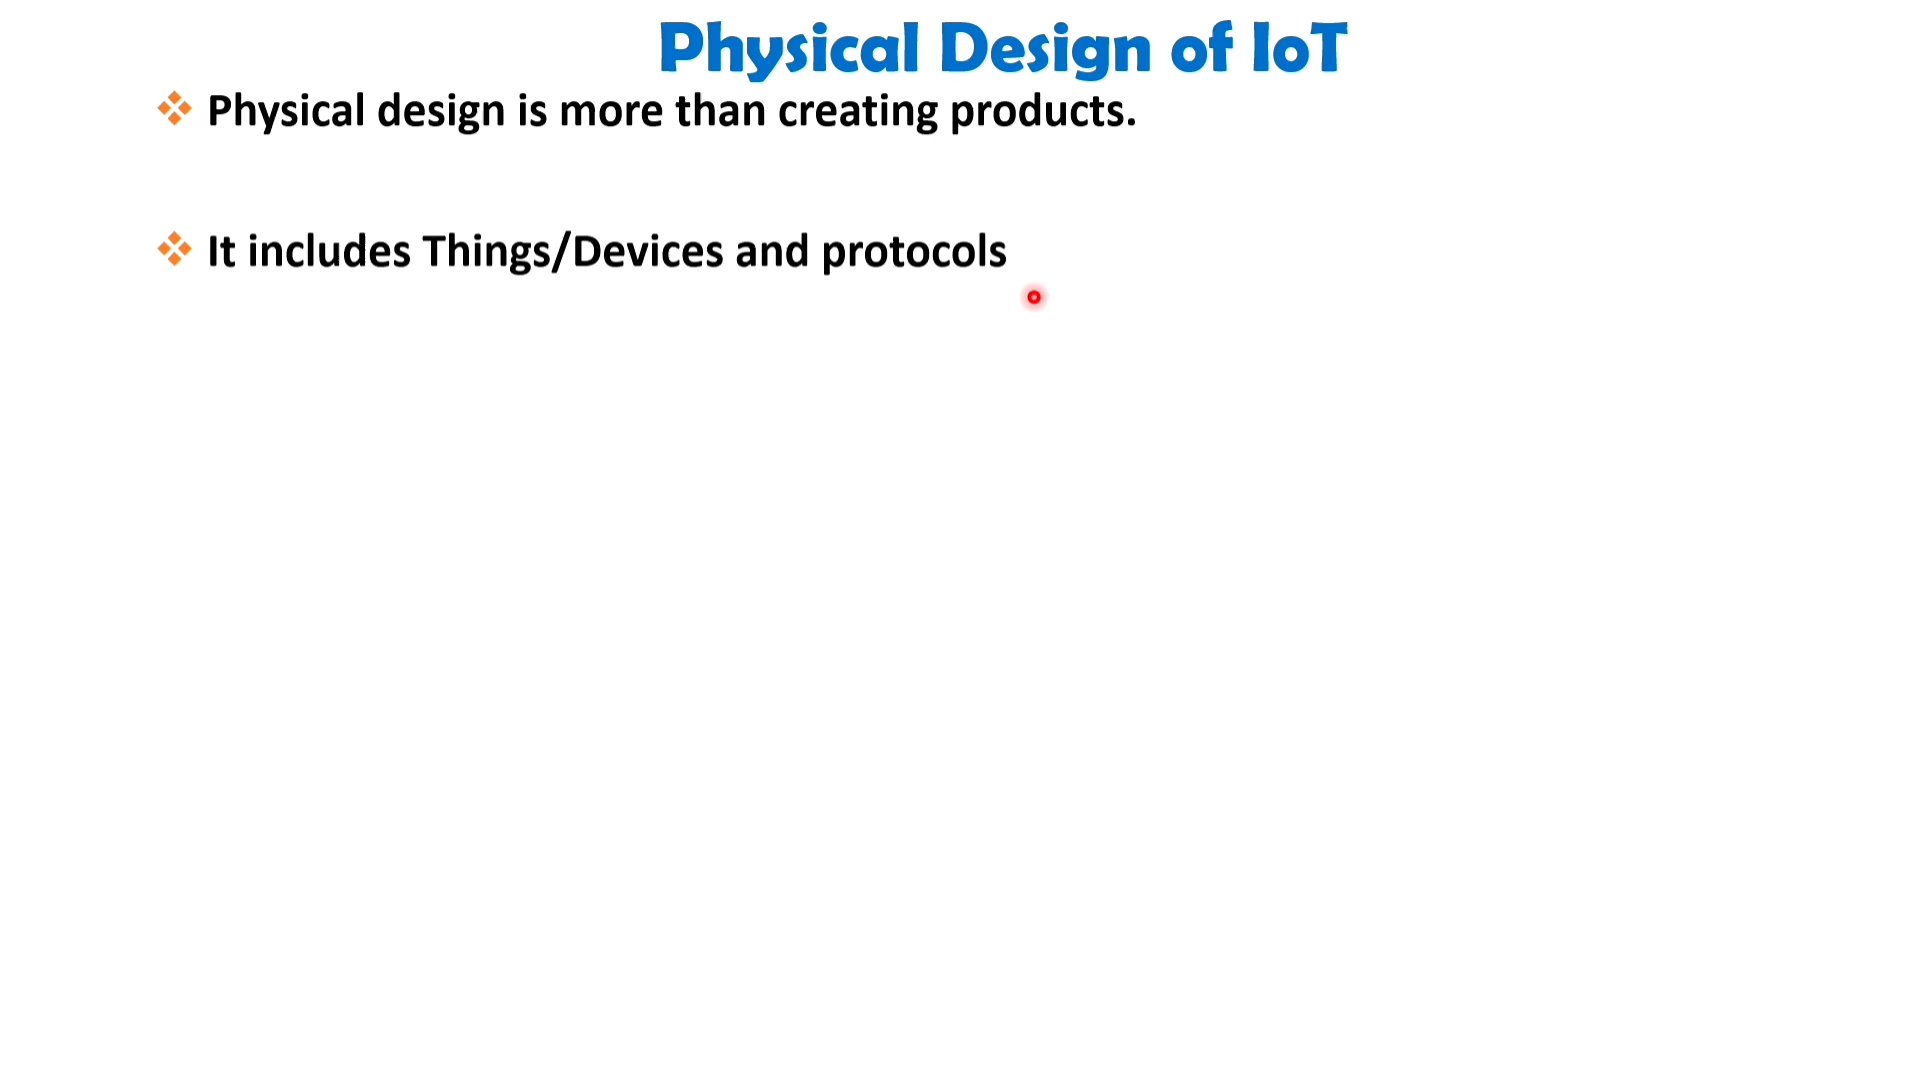 Physical Design of IoT
Physical design is more than creating products.
It includes Things/Devices and protocols